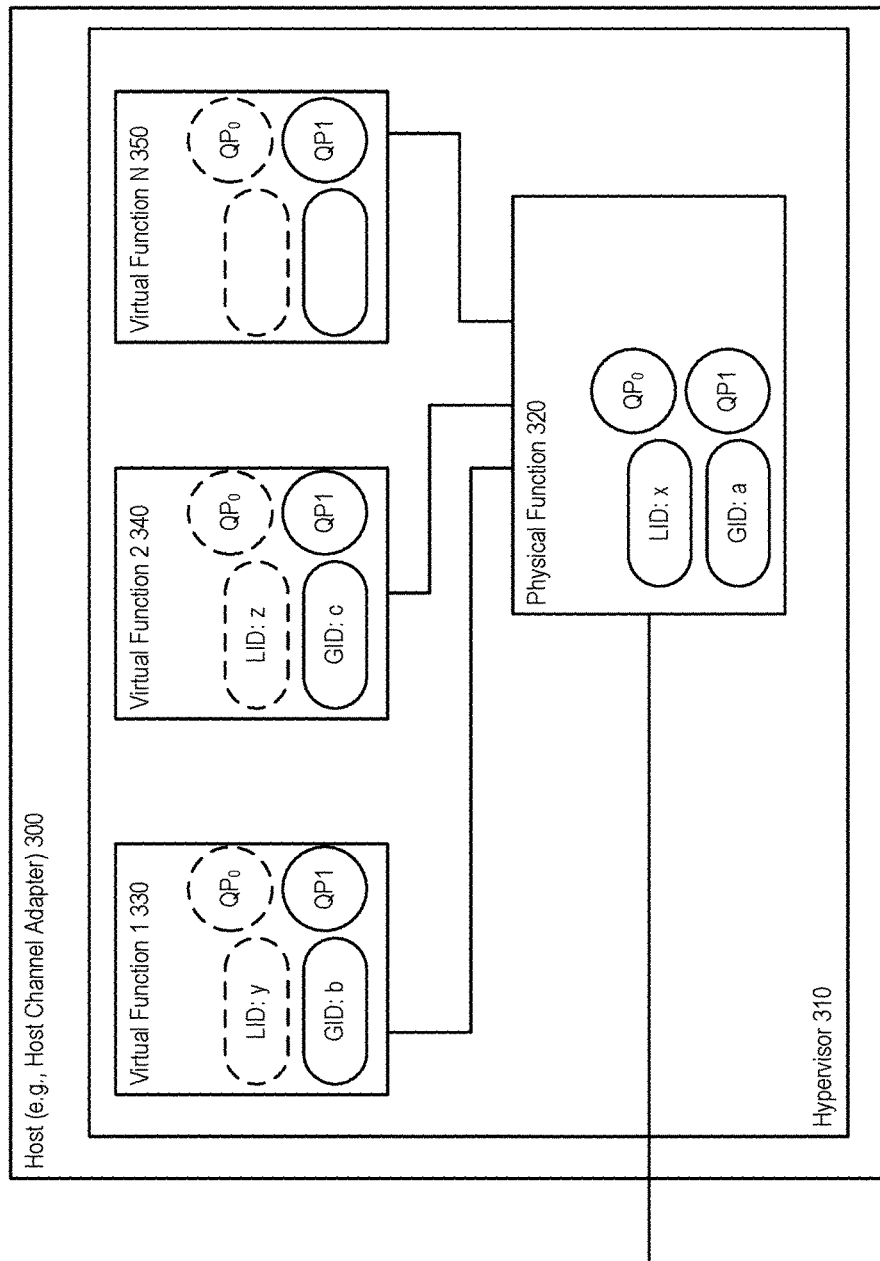 Host (e.g., Host Channel Adapter) 300
Virtual Function 1 330
LID: y
QP₀
GID: b
QP1
Virtual Function 2 340
LID: z
QP₀
GID: c
QP1
Virtual Function N 350
QP₀
QP1
Physical Function 320
LID: x
QP₀
GID: a
QP1
Hypervisor 310